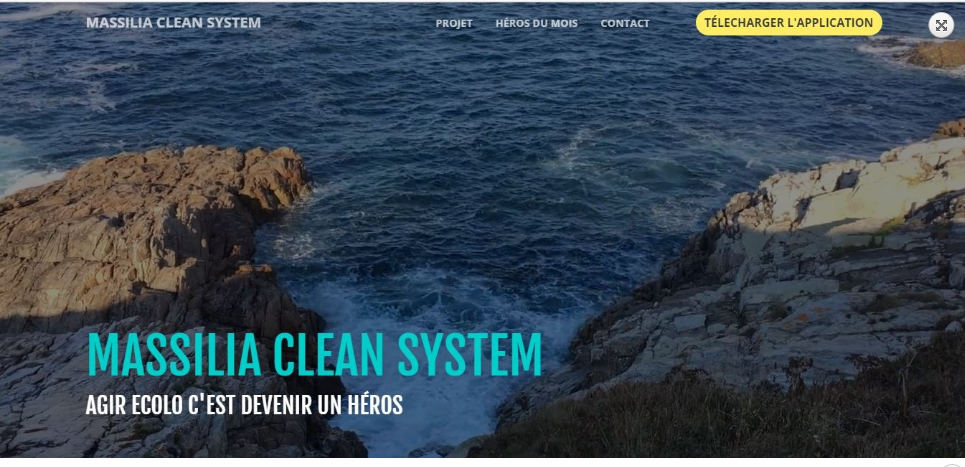 MASSILIA CLEAN SYSTEM
PROJET HÉROS DU MOIS CONTACT TÉLECHARGER L'APPLICATION
MASSILIA CLEAN SYSTEM
AGIR ECOLO C'EST DEVENIR UN HÉROS